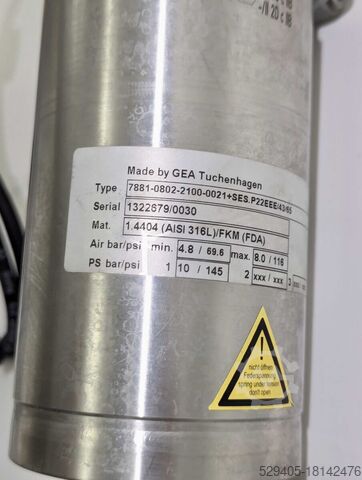 Made by GEA Tuchenhagen
Type 7881-0802-2100-0021+SES.P22EEE/43/65
Serial 1322679/0030
Mat. 1.4404 (AISI 316L)/FKM (FDA)
Air bar/psi min. 4.8 / 69.6 max. 8.0 / 116
PS bar/psi 1 10 / 145 2 xxx / xxx 3
nicht öffnen
Federspannung
spring under tension
don't open
529405-18142476